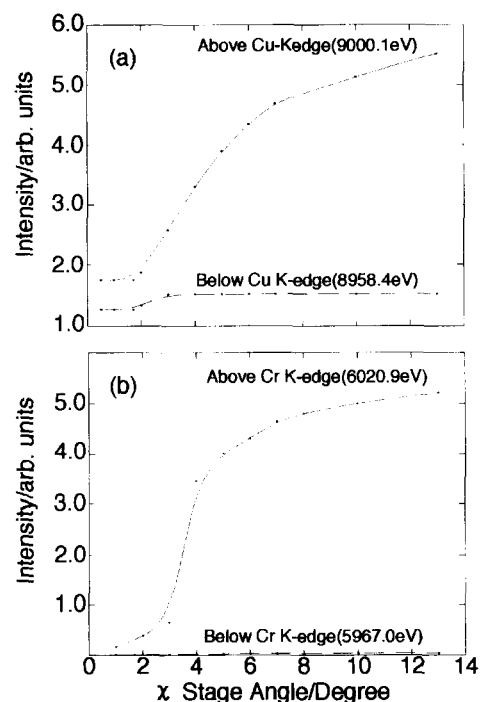 6.0
Above Cu-Kedge(9000.1eV)
(a)
5.0
4.0
3.0
2.0
Below Cu K-edge(8958.4eV)
1.0
Intensity/arb. units
(b)
Above Cr K-edge(6020.9eV)
5.0
4.0
3.0
2.0
1.0
Below Cr K-edge(5967.0eV)
Intensity/arb. units
0 2 4 6 8 10 12 14
χ Stage Angle/Degree